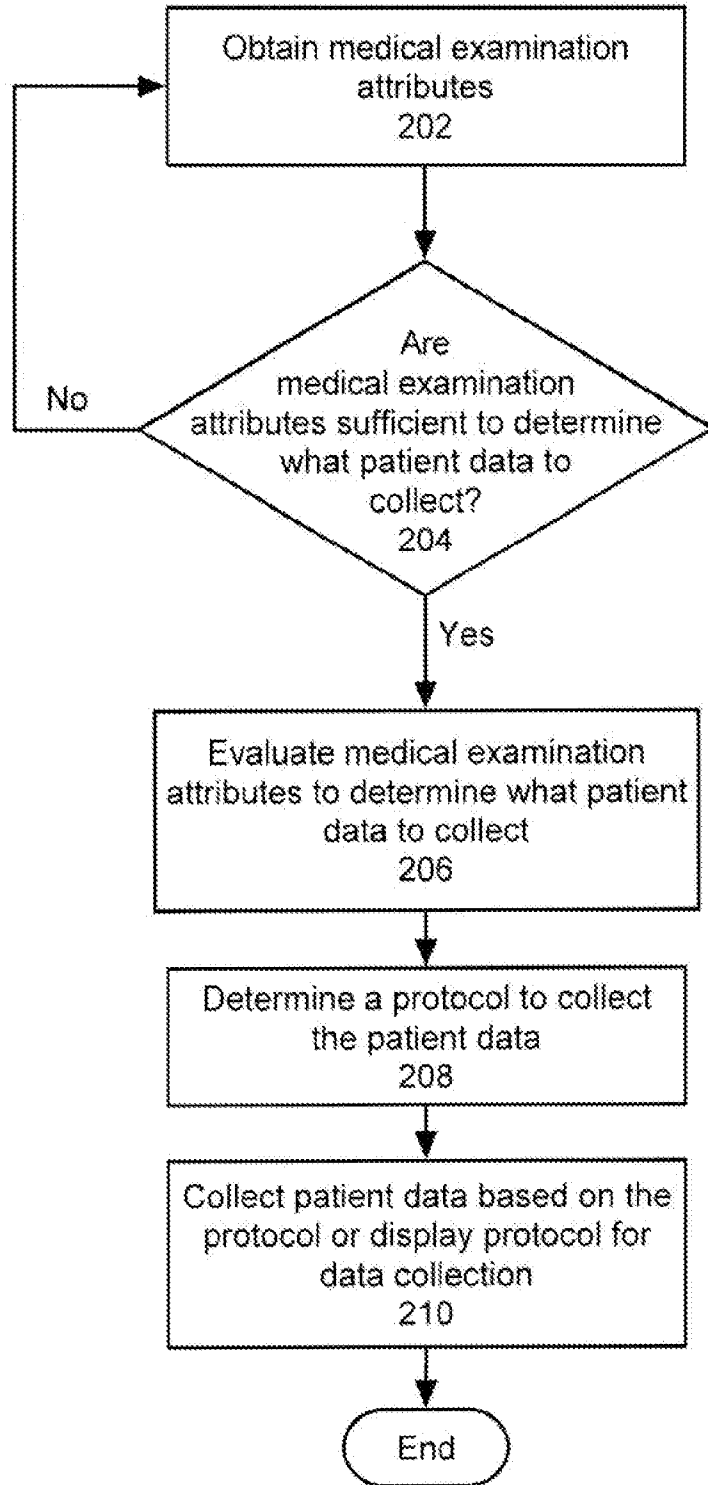 Obtain medical examination
attributes
202
Are
medical examination
attributes sufficient to determine
what patient data to
collect?
204
No
Yes
Evaluate medical examination
attributes to determine what patient
data to collect
206
Determine a protocol to collect
the patient data
208
Collect patient data based on the
protocol or display protocol for
data collection
210
End